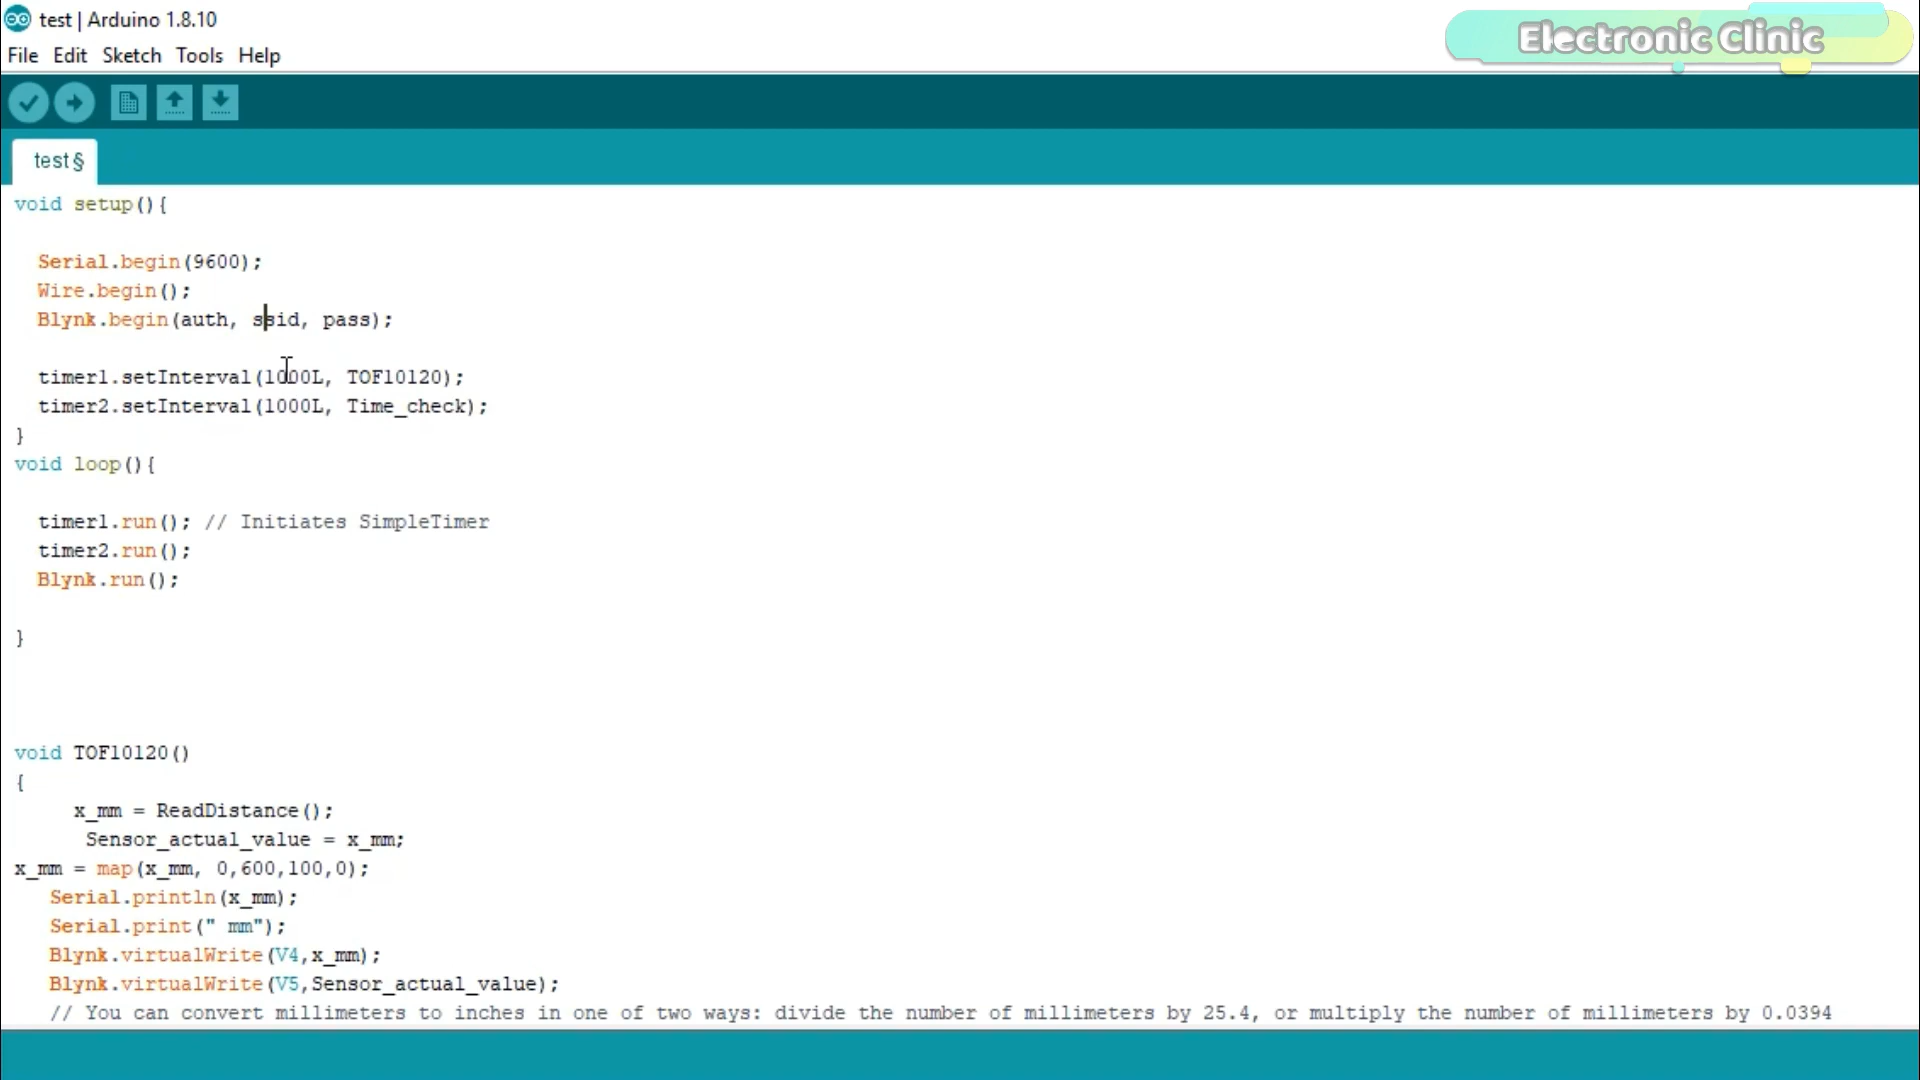 test | Arduino 1.8.10
Electronic Clinic
File Edit Sketch Tools Help
test §
void setup(){
Serial.begin(9600);
Wire.begin();
Blynk.begin(auth, ssid, pass);
timer1.setInterval(1000L, TOF10120);
timer2.setInterval(1000L, Time_check);
}
void loop(){
timer1.run(); // Initiates SimpleTimer
timer2.run();
Blynk.run();
}
void TOF10120()
{
x_mm = ReadDistance();
Sensor_actual_value = x_mm;
x_mm = map(x_mm, 0,600,100,0);
Serial.println(x_mm);
Serial.print(" mm");
Blynk.virtualWrite(V4,x_mm);
Blynk.virtualWrite(V5,Sensor_actual_value);
// You can convert millimeters to inches in one of two ways: divide the number of millimeters by 25.4, or multiply the number of millimeters by 0.0394